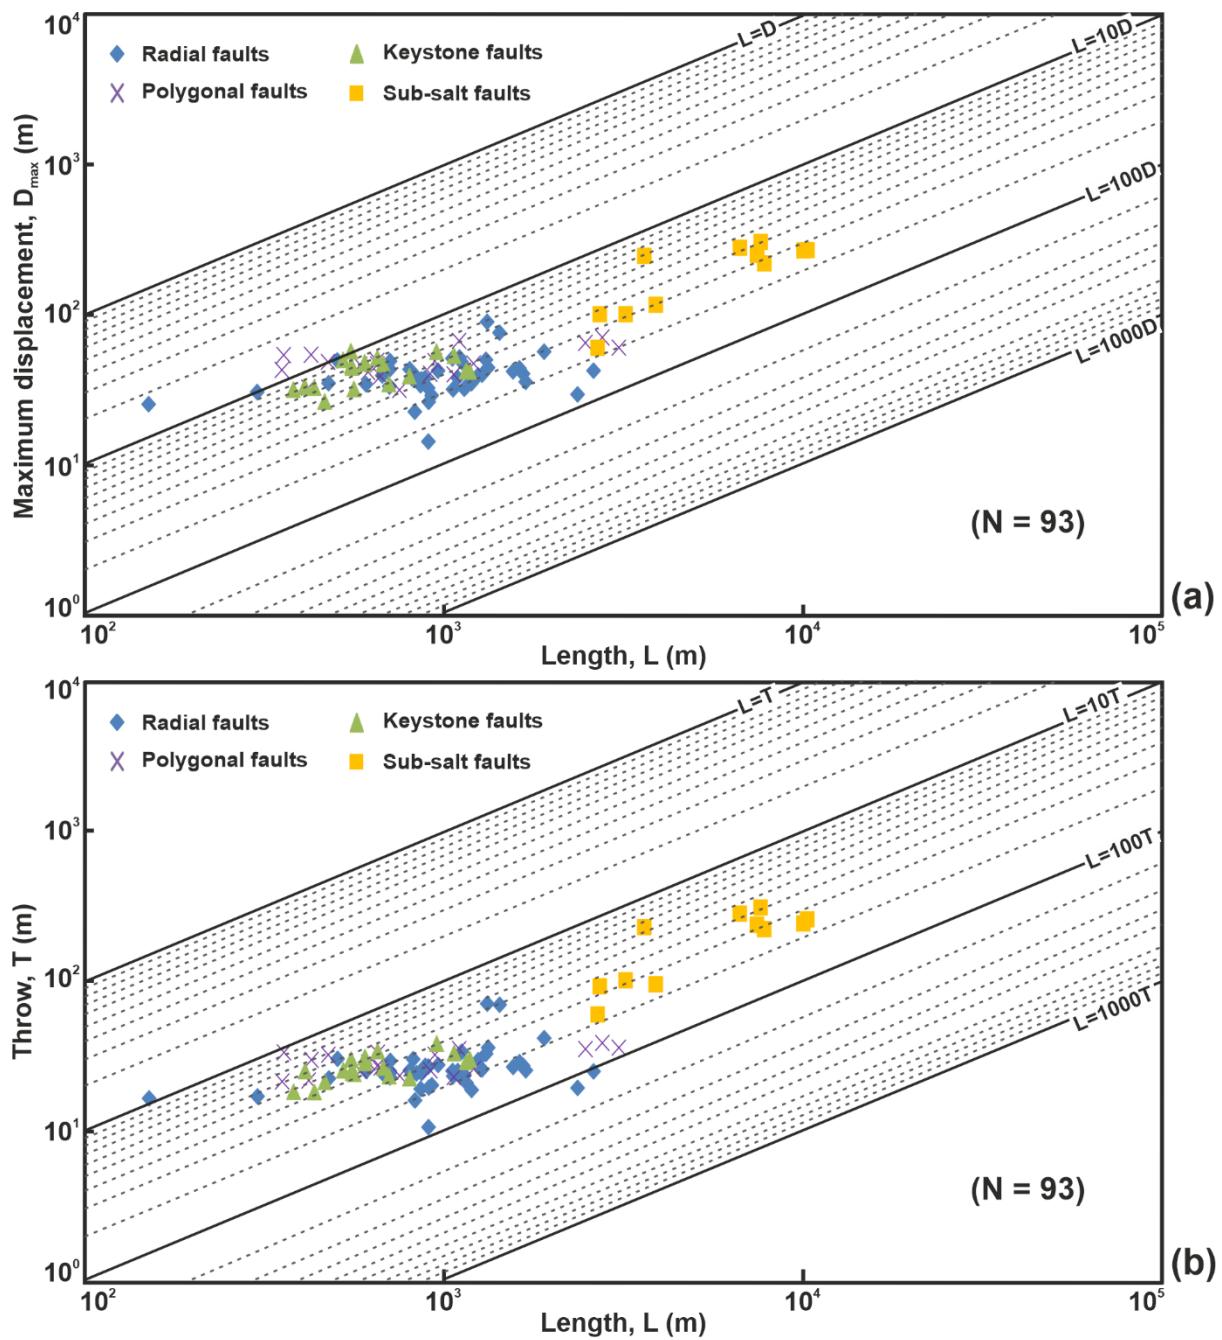 10⁴
10³
10²
10¹
10⁰
Maximum displacement, Dₘₐₓ (m)
Radial faults
Keystone faults
Polygonal faults
Sub-salt faults
L=D
L=10D
L=100D
L=1000D
(N = 93)
(a)
10²
10³
10⁴
10⁵
Length, L (m)
10⁴
10³
10²
10¹
10⁰
Throw, T (m)
Radial faults
Keystone faults
Polygonal faults
Sub-salt faults
L=T
L=10T
L=100T
L=1000T
(N = 93)
(b)
10²
10³
10⁴
10⁵
Length, L (m)